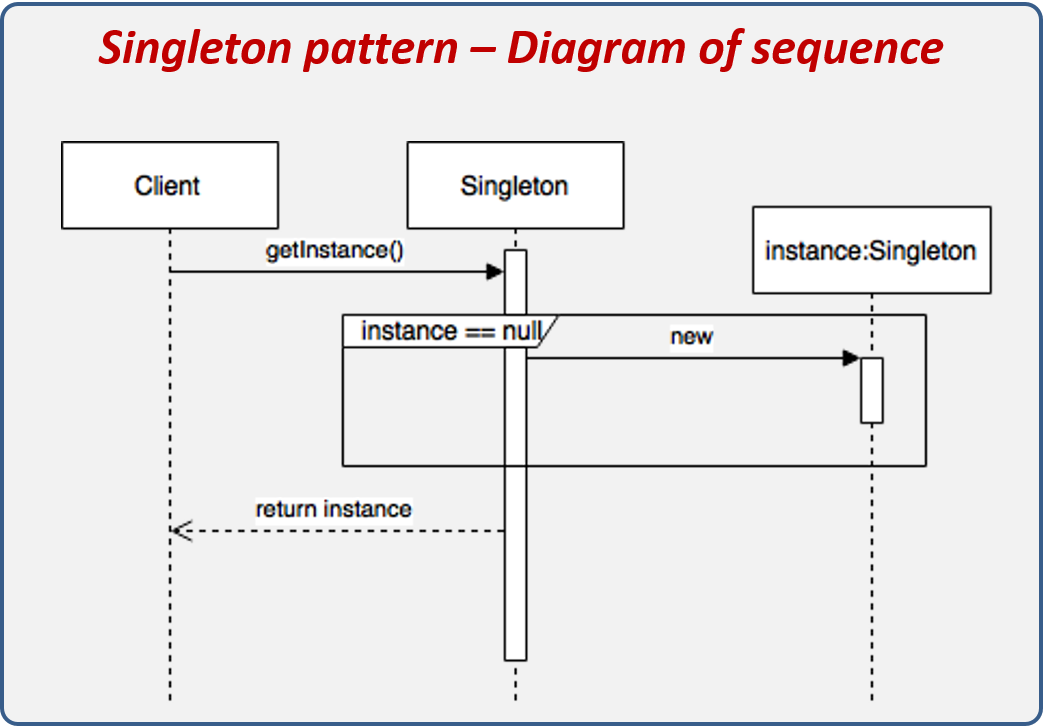 Singleton pattern – Diagram of sequence
Client
Singleton
instance:Singleton
getInstance()
instance == null
new
return instance